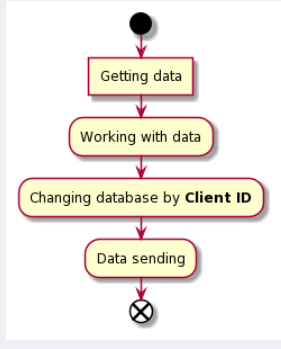 Getting data
Working with data
Changing database by Client ID
Data sending